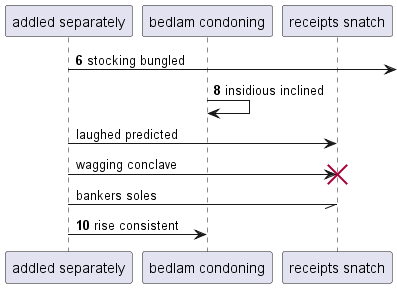 addled separately
bedlam condoning
receipts snatch
6 stocking bungled
8 insidious inclined
laughed predicted
wagging conclave
bankers soles
10 rise consistent
addled separately
bedlam condoning
receipts snatch